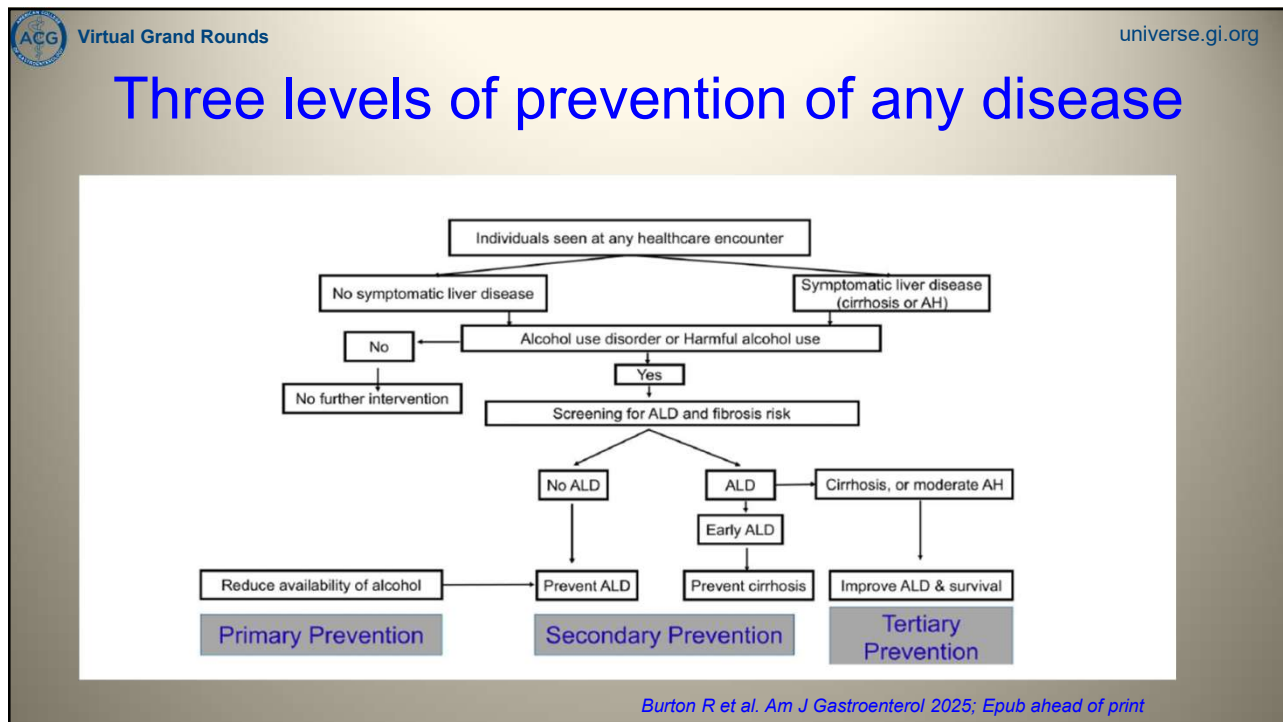 ACG
Virtual Grand Rounds
universe.gi.org
Three levels of prevention of any disease
Individuals seen at any healthcare encounter
No symptomatic liver disease
Symptomatic liver disease
(cirrhosis or AH)
No
Alcohol use disorder or Harmful alcohol use
Yes
No further intervention
Screening for ALD and fibrosis risk
No ALD
ALD
Cirrhosis, or moderate AH
Early ALD
Reduce availability of alcohol
Prevent ALD
Prevent cirrhosis
Improve ALD & survival
Primary Prevention
Secondary Prevention
Tertiary
Prevention
Burton R et al. Am J Gastroenterol 2025; Epub ahead of print